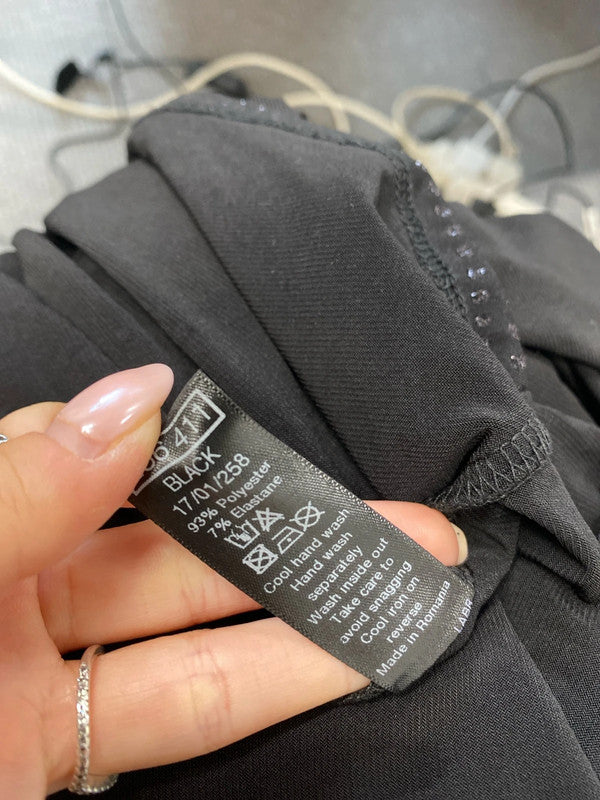 411
BLACK
17/01/258
93% Polyester
7% Elastane
Cool hand wash
Hand wash
separately
Wash inside out
Take care to
avoid snagging
Cool iron on
reverse
Made in Romania